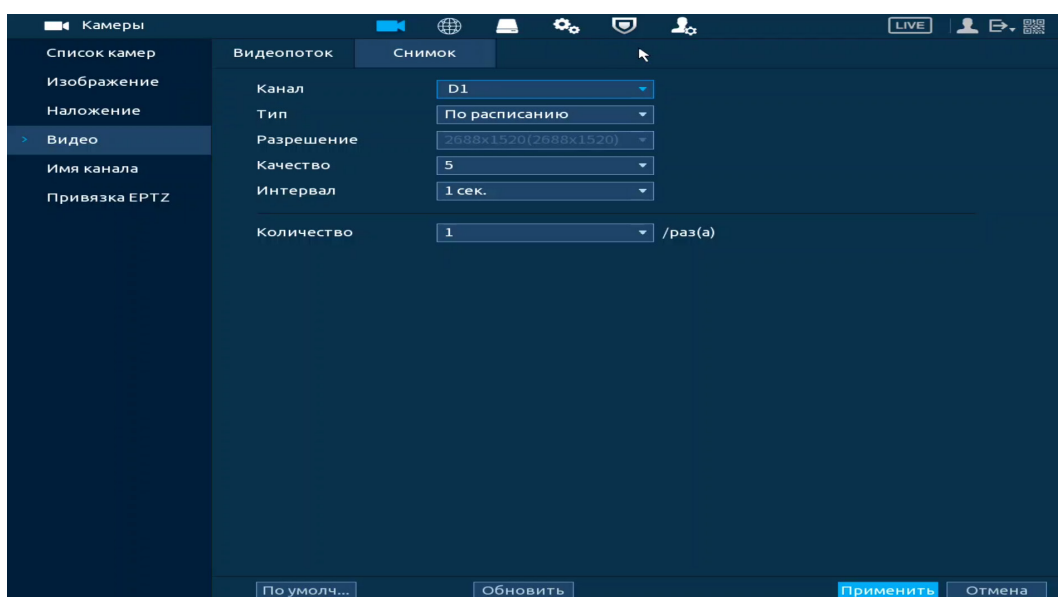 Камеры
LIVE
Список камер
Изображение
Наложение
Видео
Имя канала
Привязка EPTZ
Видеопоток Снимок
Канал D1
Тип По расписанию
Разрешение 2688x1520(2688x1520)
Качество 5
Интервал 1 сек.
Количество 1 /раз(а)
По умолч... Обновить Применить Отмена